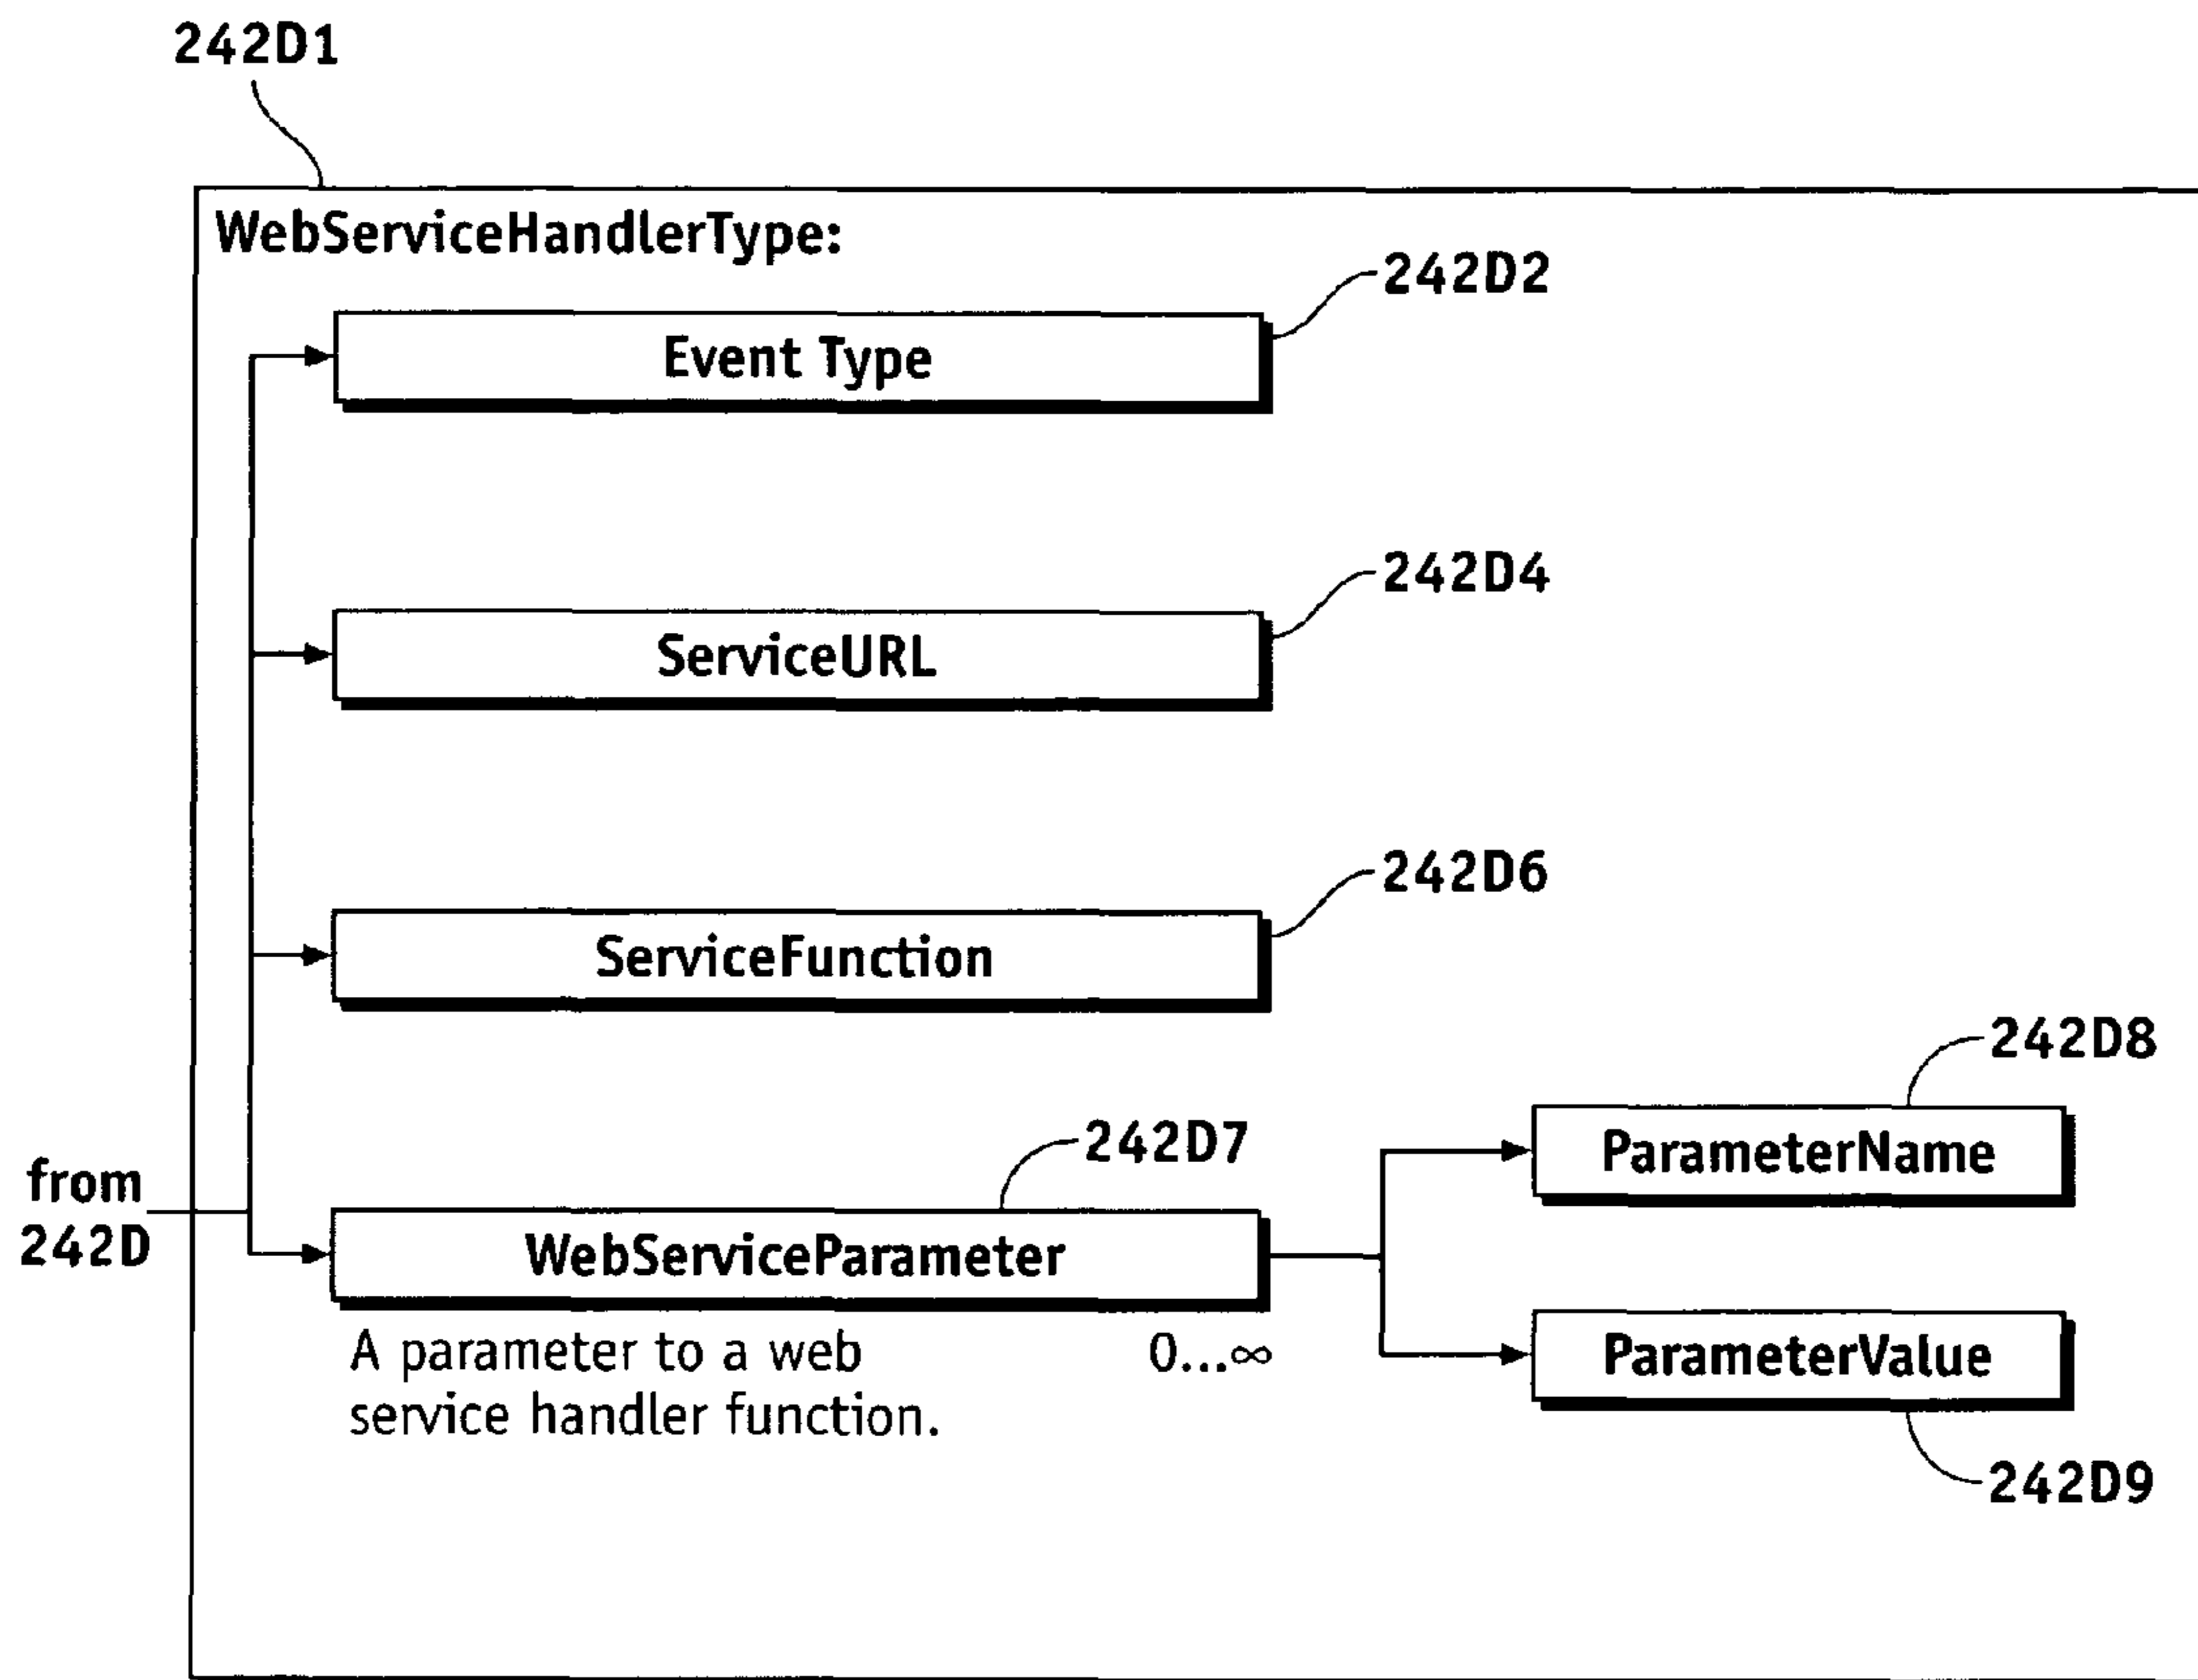 242D1
WebServiceHandlerType:
242D2
Event Type
242D4
ServiceURL
242D6
ServiceFunction
242D8
242D7
ParameterName
from
242D
WebServiceParameter
A parameter to a web
service handler function.
0...∞
ParameterValue
242D9